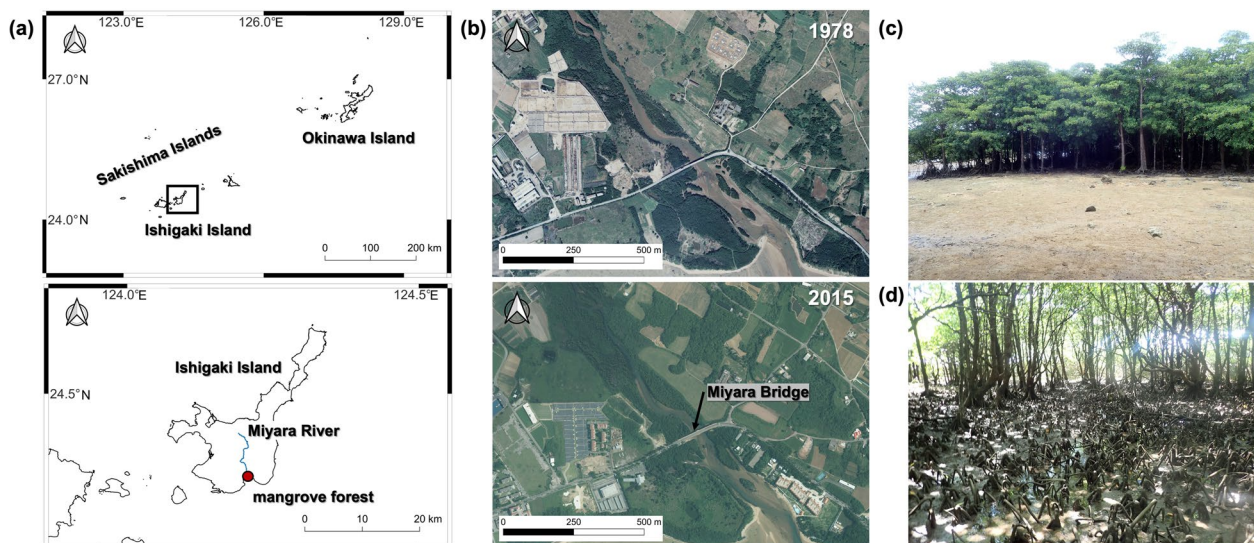 (a)
123.0°E 126.0°E 129.0°E
27.0°N
Okinawa Island
Sakishima Islands
24.0°N
Ishigaki Island
0 100 200 km
124.0°E 124.5°E
Ishigaki Island
24.5°N
Miyara River
mangrove forest
0 10 20 km
(b)
1978
0 250 500 m
2015
Miyara Bridge
0 250 500 m
(c)
(d)